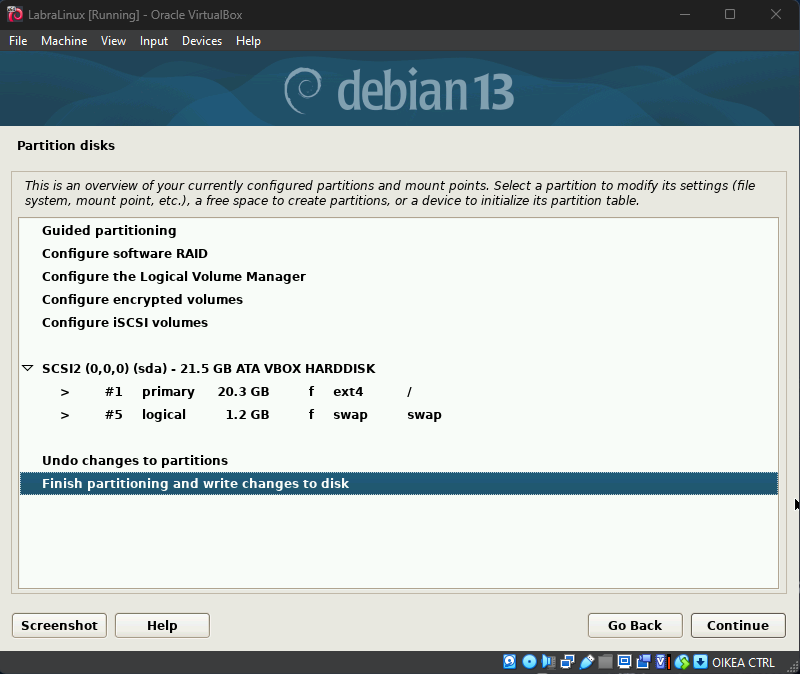 LabraLinux [Running] - Oracle VirtualBox
File Machine View Input Devices Help
debian 13
Partition disks
This is an overview of your currently configured partitions and mount points. Select a partition to modify its settings (file
system, mount point, etc.), a free space to create partitions, or a device to initialize its partition table.
Guided partitioning
Configure software RAID
Configure the Logical Volume Manager
Configure encrypted volumes
Configure iSCSI volumes
SCSI2 (0,0,0) (sda) - 21.5 GB ATA VBOX HARDDISK
> #1 primary 20.3 GB f ext4 /
> #5 logical 1.2 GB f swap swap
Undo changes to partitions
Finish partitioning and write changes to disk
Screenshot Help Go Back Continue
OIKEA CTRL